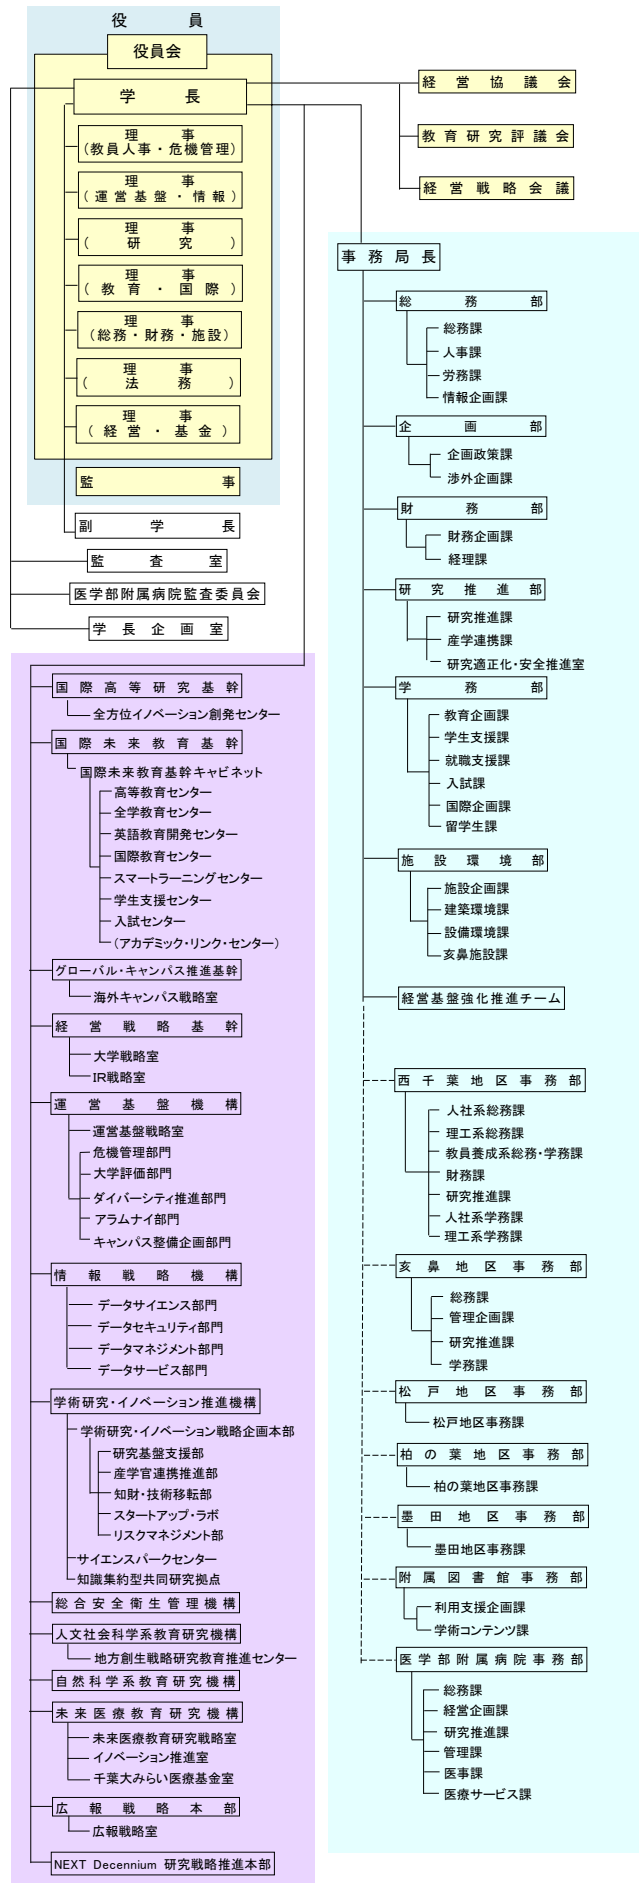 役員
役員会
学長
理事
（教員人事・危機管理）
理事
（運営基盤・情報）
理事
（研究）
理事
（教育・国際）
理事
（総務・財務・施設）
理事
（法務）
理事
（経営・基金）
監事
副学長
監査室
医学部附属病院監査委員会
学長企画室
経営協議会
教育研究評議会
経営戦略会議
国際高等研究基幹
全方位イノベーション創発センター
国際未来教育基幹
国際未来教育基幹キャビネット
高等教育センター
全学教育センター
英語教育開発センター
国際教育センター
スマートラーニングセンター
学生支援センター
入試センター
（アカデミック・リンク・センター）
グローバル・キャンパス推進基幹
海外キャンパス戦略室
経営戦略基幹
大学戦略室
IR戦略室
運営基盤機構
運営基盤戦略室
危機管理部門
大学評価部門
ダイバーシティ推進部門
アラムナイ部門
キャンパス整備企画部門
情報戦略機構
データサイエンス部門
データセキュリティ部門
データマネジメント部門
データサービス部門
学術研究・イノベーション推進機構
学術研究・イノベーション戦略企画本部
研究基盤支援部
産学官連携推進部
知財・技術移転部
スタートアップ・ラボ
リスクマネジメント部
サイエンスパークセンター
知識集約型共同研究拠点
総合安全衛生管理機構
人文社会科学系教育研究機構
地方創生戦略研究教育推進センター
自然科学系教育研究機構
未来医療教育研究機構
未来医療教育研究戦略室
イノベーション推進室
千葉大みらい医療基金室
広報戦略本部
広報戦略室
NEXT Decennium 研究戦略推進本部
事務局長
総務部
総務課
人事課
労務課
情報企画課
企画部
企画政策課
渉外企画課
財務部
財務企画課
経理課
研究推進部
研究推進課
産学連携課
研究適正化・安全推進室
学務部
教育企画課
学生支援課
就職支援課
入試課
国際企画課
留学生課
施設環境部
施設企画課
建築環境課
設備環境課
亥鼻施設課
経営基盤強化推進チーム
西千葉地区事務部
人社系総務課
理工系総務課
教員養成系総務・学務課
財務課
研究推進課
人社系学務課
理工系学務課
亥鼻地区事務部
総務課
管理企画課
研究推進課
学務課
松戸地区事務部
松戸地区事務課
柏の葉地区事務部
柏の葉地区事務課
墨田地区事務部
墨田地区事務課
附属図書館事務部
利用支援企画課
学術コンテンツ課
医学部附属病院事務部
総務課
経営企画課
研究推進課
管理課
医事課
医療サービス課